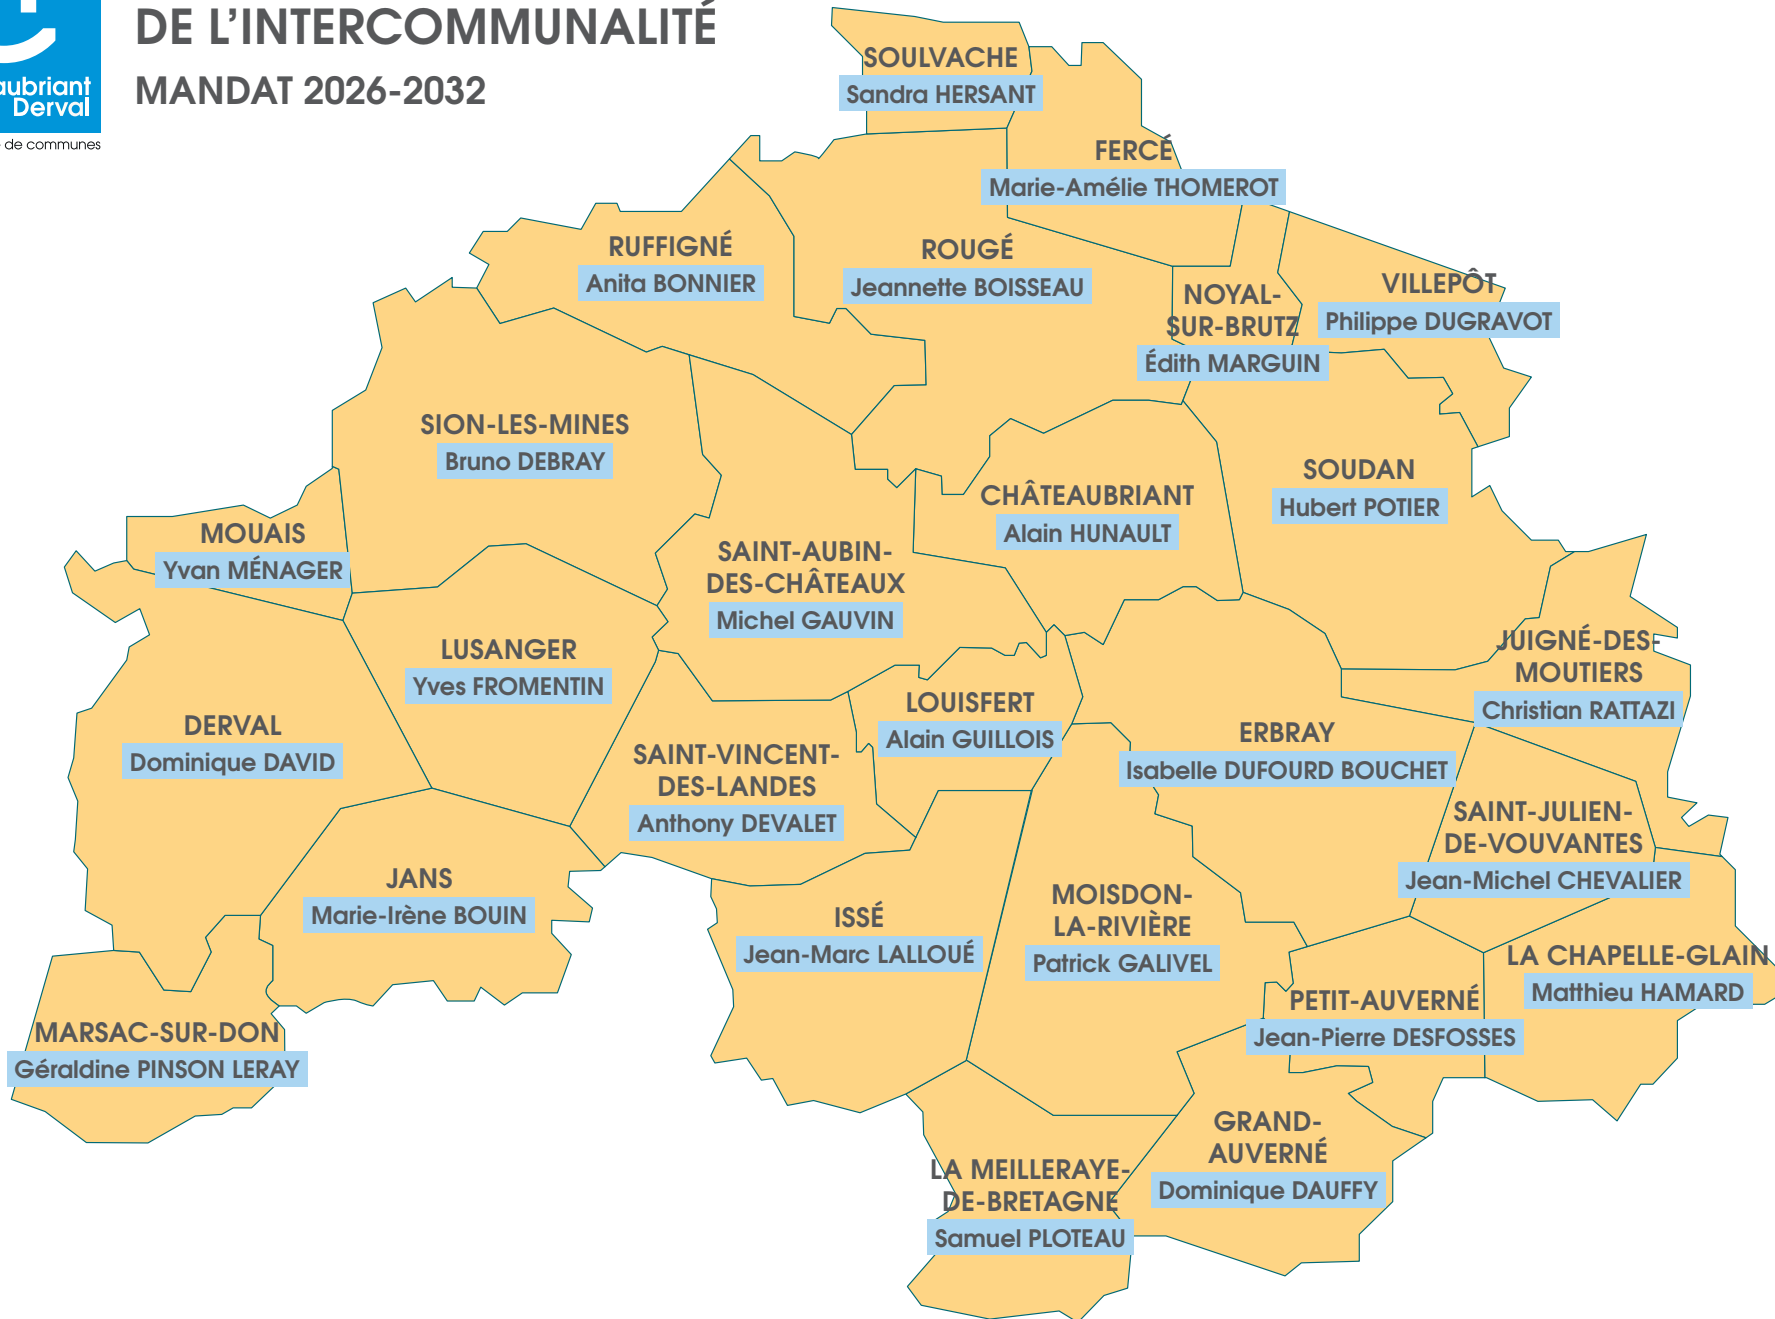 DE L'INTERCOMMUNALITÉ
MANDAT 2026-2032
aubriant
Derval
de communes
SOULVACHE
Sandra HERSANT
FERCÉ
Marie-Amélie THOMEROT
RUFFIGNÉ
Anita BONNIER
ROUGÉ
Jeannette BOISSEAU
NOYAL-
SUR-BRUTZ
Édith MARGUIN
VILLEPÔT
Philippe DUGRAVOT
SION-LES-MINES
Bruno DEBRAY
CHÂTEAUBRIANT
Alain HUNAULT
SOUDAN
Hubert POTIER
MOUAIS
Yvan MÉNAGER
SAINT-AUBIN-
DES-CHÂTEAUX
Michel GAUVIN
LUSANGER
Yves FROMENTIN
JUIGNÉ-DES-
MOUTIERS
Christian RATTAZI
DERVAL
Dominique DAVID
SAINT-VINCENT-
DES-LANDES
Anthony DEVALET
LOUISFERT
Alain GUILLOIS
ERBRAY
Isabelle DUFOURD BOUCHET
SAINT-JULIEN-
DE-VOUVANTES
Jean-Michel CHEVALIER
JANS
Marie-Irène BOUIN
ISSÉ
Jean-Marc LALLOUÉ
MOISDON-
LA-RIVIÈRE
Patrick GALIVEL
LA CHAPELLE-GLAIN
Matthieu HAMARD
PETIT-AUVERNÉ
Jean-Pierre DESFOSSES
MARSAC-SUR-DON
Géraldine PINSON LERAY
GRAND-
AUVERNÉ
Dominique DAUFFY
LA MEILLERAYE-
DE-BRETAGNE
Samuel PLOTEAU